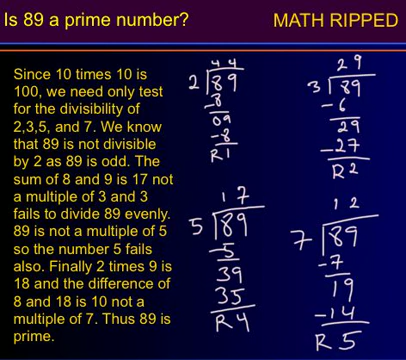 Is 89 a prime number?
MATH RIPPED
Since 10 times 10 is
100, we need only test
for the divisibility of
2,3,5, and 7. We know
that 89 is not divisible
by 2 as 89 is odd. The
sum of 8 and 9 is 17 not
a multiple of 3 and 3
fails to divide 89 evenly.
89 is not a multiple of 5
so the number 5 fails
also. Finally 2 times 9 is
18 and the difference of
8 and 18 is 10 not a
multiple of 7. Thus 89 is
prime.
44
2 89
-8
09
-8
R1
29
3 89
-6
29
-27
R2
17
5 89
-5
39
35
R4
12
7 89
-7
19
-14
R5